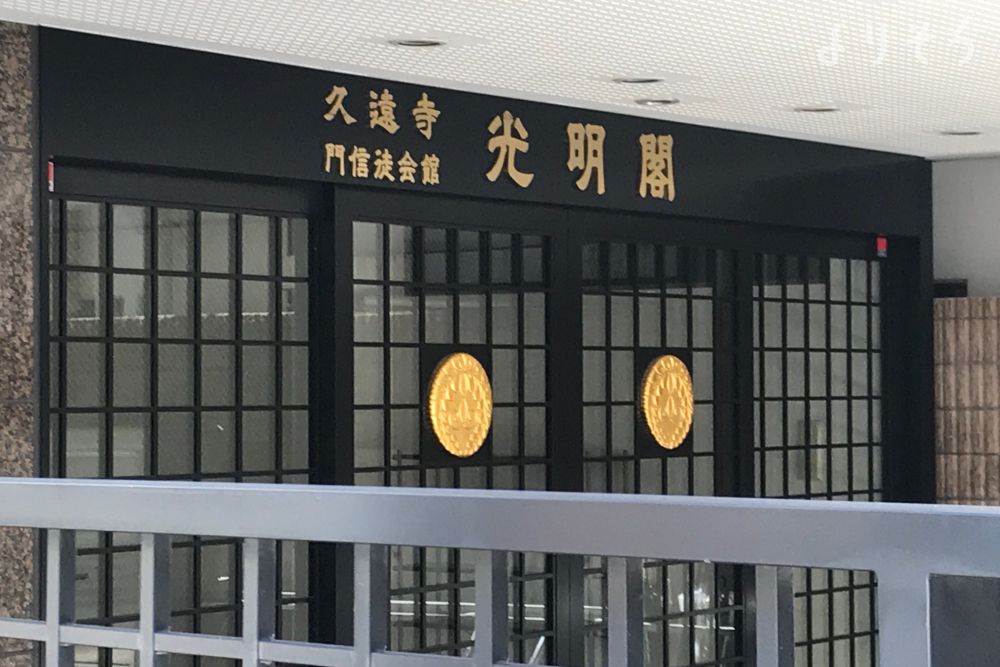 よりそう
久遠寺
門信徒会館
光明閣